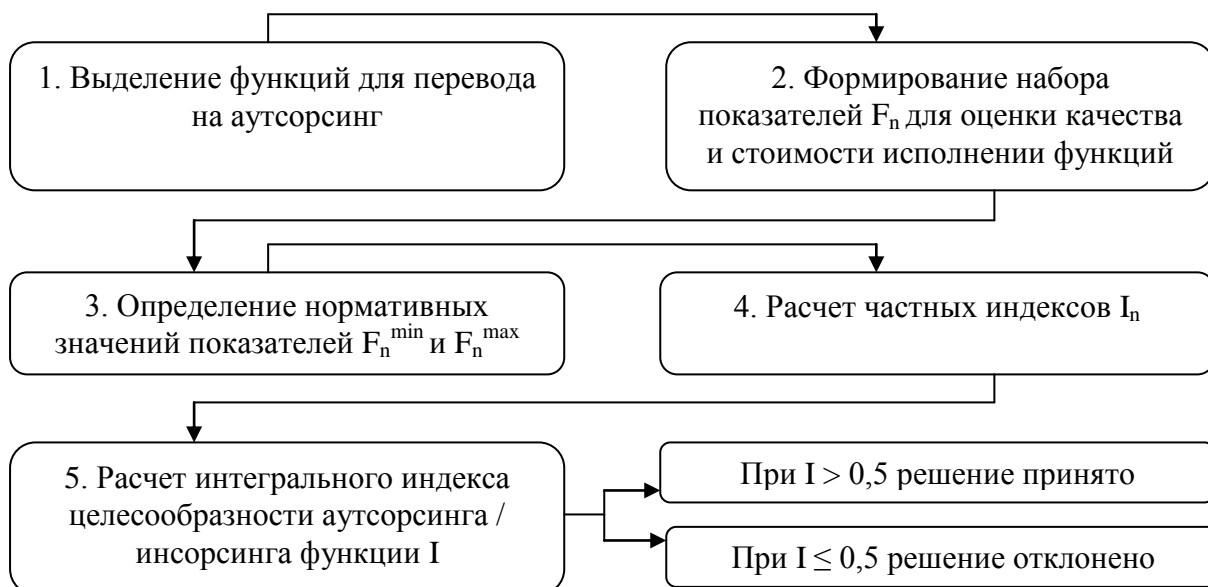 1. Выделение функций для перевода
на аутсорсинг
2. Формирование набора
показателей Fₙ для оценки качества
и стоимости исполнении функций
3. Определение нормативных
значений показателей Fₙᵐⁱⁿ и Fₙᵐᵃˣ
4. Расчет частных индексов Iₙ
5. Расчет интегрального индекса
целесообразности аутсорсинга /
инсорсинга функции I
При I > 0,5 решение принято
При I ≤ 0,5 решение отклонено